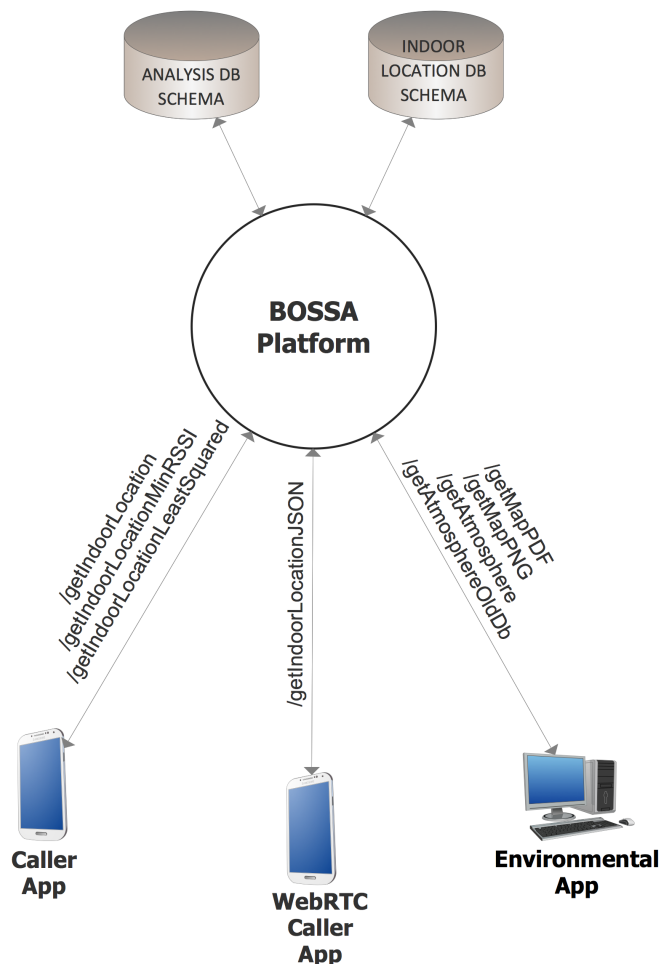 ANALYSIS DB
SCHEMA
INDOOR
LOCATION DB
SCHEMA
BOSSA
Platform
/getIndoorLocation
/getIndoorLocationMinRSSI
/getIndoorLocationLeastSquared
/getIndoorLocationJSON
/getMapPDF
/getMapPNG
/getAtmosphere
/getAtmosphereOldDb
Caller
App
WebRTC
Caller
App
Environmental
App